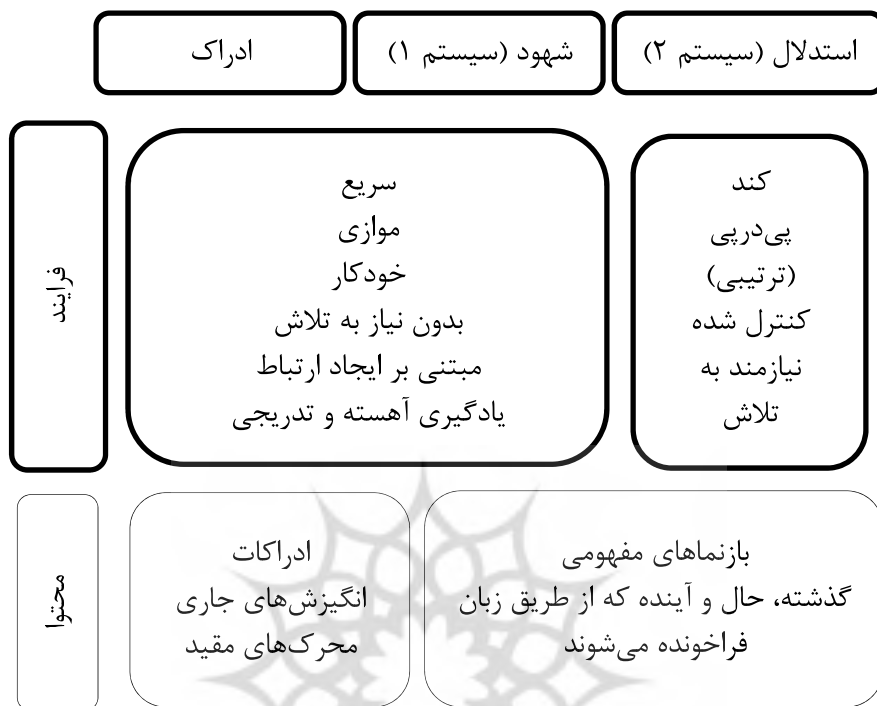 استدلال (سیستم ۲)
شهود (سیستم ۱)
ادراک
فرایند
کند
پی‌درپی
(ترتیبی)
کنترل شده
نیازمند به
تلاش
سریع
موازی
خودکار
بدون نیاز به تلاش
مبتنی بر ایجاد ارتباط
یادگیری آهسته و تدریجی
محتوا
بازنماهای مفهومی
گذشته، حال و آینده که از طریق زبان
فراخونده می‌شوند
ادراکات
انگیزش‌های جاری
محرک‌های مقید